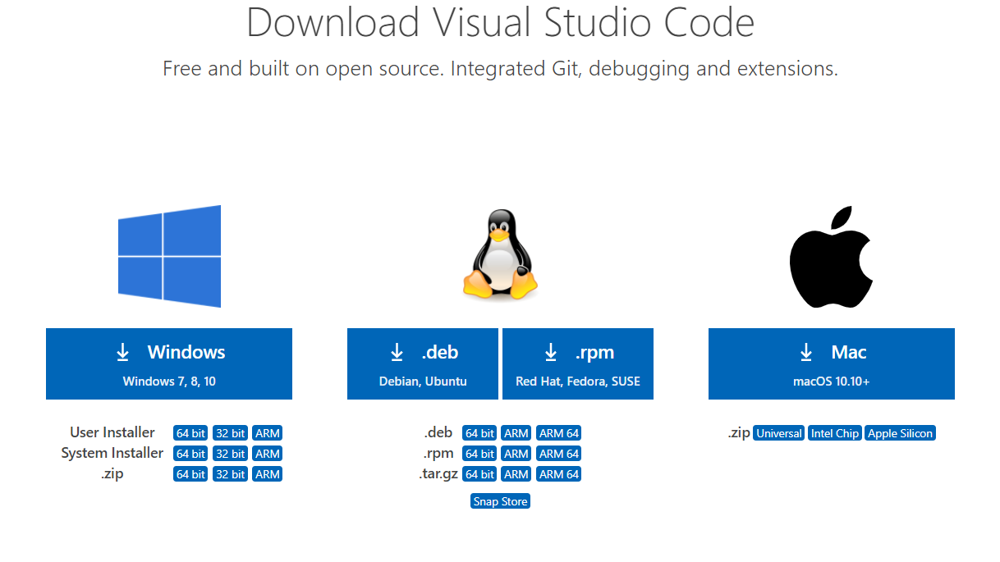 Download Visual Studio Code
Free and built on open source. Integrated Git, debugging and extensions.
Windows
Windows 7, 8, 10
User Installer 64 bit 32 bit ARM
System Installer 64 bit 32 bit ARM
.zip 64 bit 32 bit ARM
.deb
Debian, Ubuntu
.rpm
Red Hat, Fedora, SUSE
.deb 64 bit ARM ARM 64
.rpm 64 bit ARM ARM 64
.tar.gz 64 bit ARM ARM 64
Snap Store
Mac
macOS 10.10+
.zip Universal Intel Chip Apple Silicon